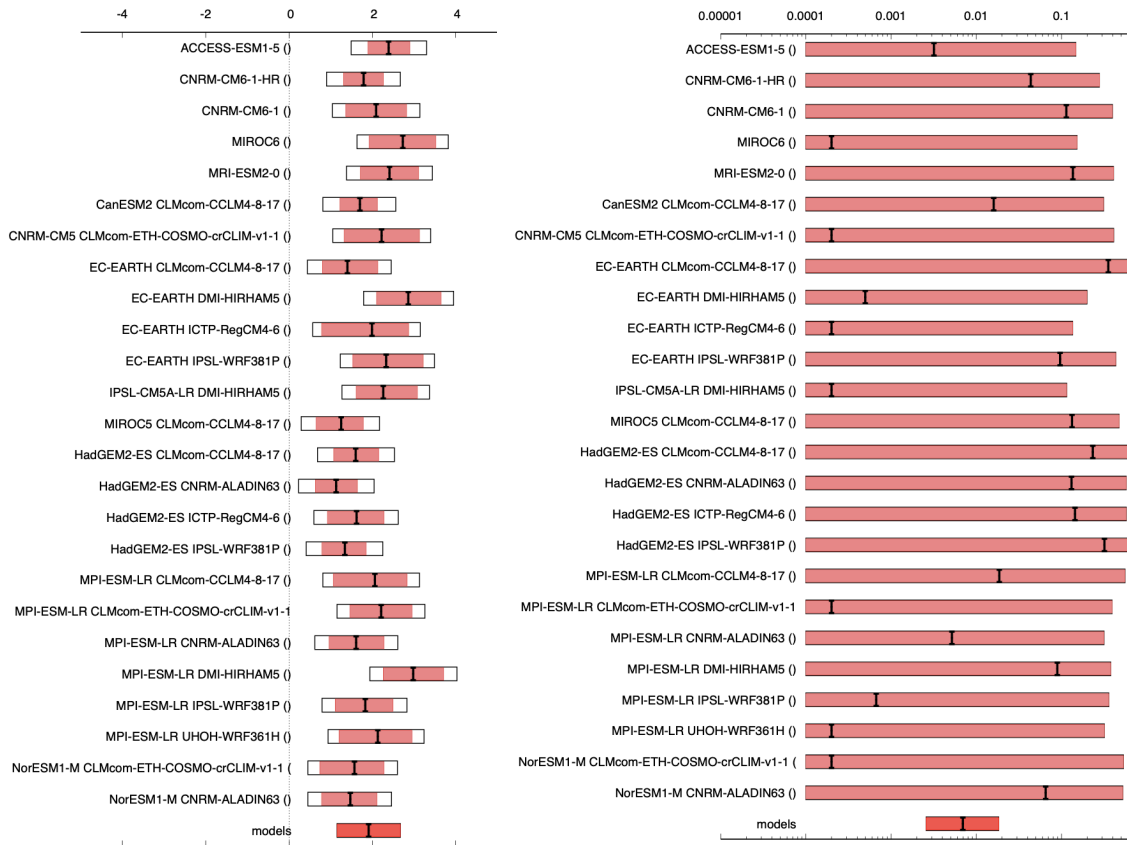 -4 -2 0 2 4
ACCESS-ESM1-5 ()
CNRM-CM6-1-HR ()
CNRM-CM6-1 ()
MIROC6 ()
MRI-ESM2-0 ()
CanESM2 CLMcom-CCLM4-8-17 ()
CNRM-CM5 CLMcom-ETH-COSMO-crCLIM-v1-1 ()
EC-EARTH CLMcom-CCLM4-8-17 ()
EC-EARTH DMI-HIRHAM5 ()
EC-EARTH ICTP-RegCM4-6 ()
EC-EARTH IPSL-WRF381P ()
IPSL-CM5A-LR DMI-HIRHAM5 ()
MIROC5 CLMcom-CCLM4-8-17 ()
HadGEM2-ES CLMcom-CCLM4-8-17 ()
HadGEM2-ES CNRM-ALADIN63 ()
HadGEM2-ES ICTP-RegCM4-6 ()
HadGEM2-ES IPSL-WRF381P ()
MPI-ESM-LR CLMcom-CCLM4-8-17 ()
MPI-ESM-LR CLMcom-ETH-COSMO-crCLIM-v1-1
MPI-ESM-LR CNRM-ALADIN63 ()
MPI-ESM-LR DMI-HIRHAM5 ()
MPI-ESM-LR IPSL-WRF381P ()
MPI-ESM-LR UHOH-WRF361H ()
NorESM1-M CLMcom-ETH-COSMO-crCLIM-v1-1 (
NorESM1-M CNRM-ALADIN63 ()
models
0.00001 0.0001 0.001 0.01 0.1
ACCESS-ESM1-5 ()
CNRM-CM6-1-HR ()
CNRM-CM6-1 ()
MIROC6 ()
MRI-ESM2-0 ()
CanESM2 CLMcom-CCLM4-8-17 ()
CNRM-CM5 CLMcom-ETH-COSMO-crCLIM-v1-1 ()
EC-EARTH CLMcom-CCLM4-8-17 ()
EC-EARTH DMI-HIRHAM5 ()
EC-EARTH ICTP-RegCM4-6 ()
EC-EARTH IPSL-WRF381P ()
IPSL-CM5A-LR DMI-HIRHAM5 ()
MIROC5 CLMcom-CCLM4-8-17 ()
HadGEM2-ES CLMcom-CCLM4-8-17 ()
HadGEM2-ES CNRM-ALADIN63 ()
HadGEM2-ES ICTP-RegCM4-6 ()
HadGEM2-ES IPSL-WRF381P ()
MPI-ESM-LR CLMcom-CCLM4-8-17 ()
MPI-ESM-LR CLMcom-ETH-COSMO-crCLIM-v1-1
MPI-ESM-LR CNRM-ALADIN63 ()
MPI-ESM-LR DMI-HIRHAM5 ()
MPI-ESM-LR IPSL-WRF381P ()
MPI-ESM-LR UHOH-WRF361H ()
NorESM1-M CLMcom-ETH-COSMO-crCLIM-v1-1 (
NorESM1-M CNRM-ALADIN63 ()
models